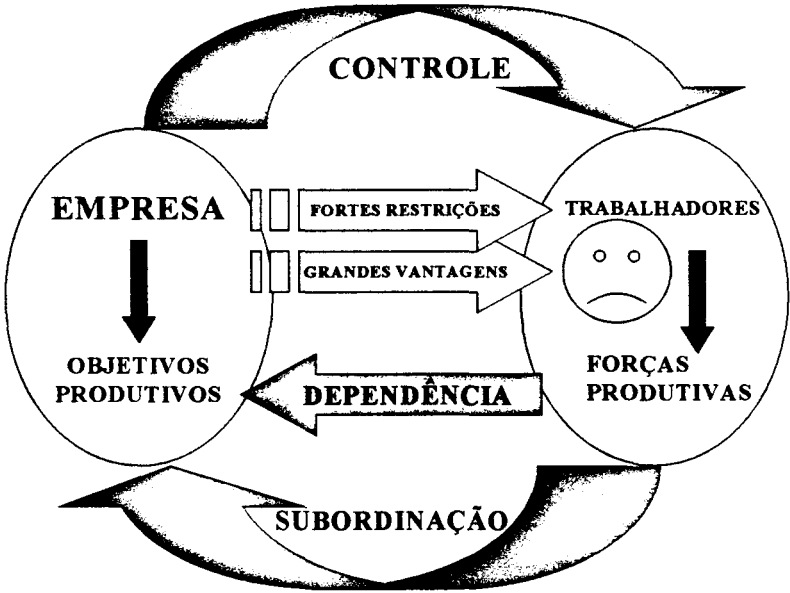 CONTROLE
EMPRESA
FORTES RESTRIÇÕES
TRABALHADORES
GRANDES VANTAGENS
OBJETIVOS
PRODUTIVOS
DEPENDÊNCIA
FORÇAS
PRODUTIVAS
SUBORDINAÇÃO